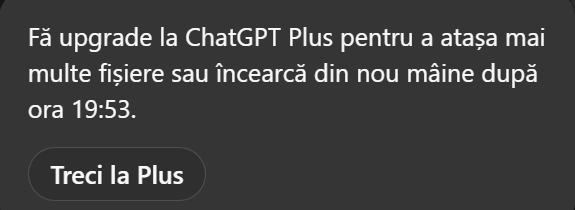 Fă upgrade la ChatGPT Plus pentru a atașa mai
multe fișiere sau încearcă din nou mâine după
ora 19:53.
Treci la Plus